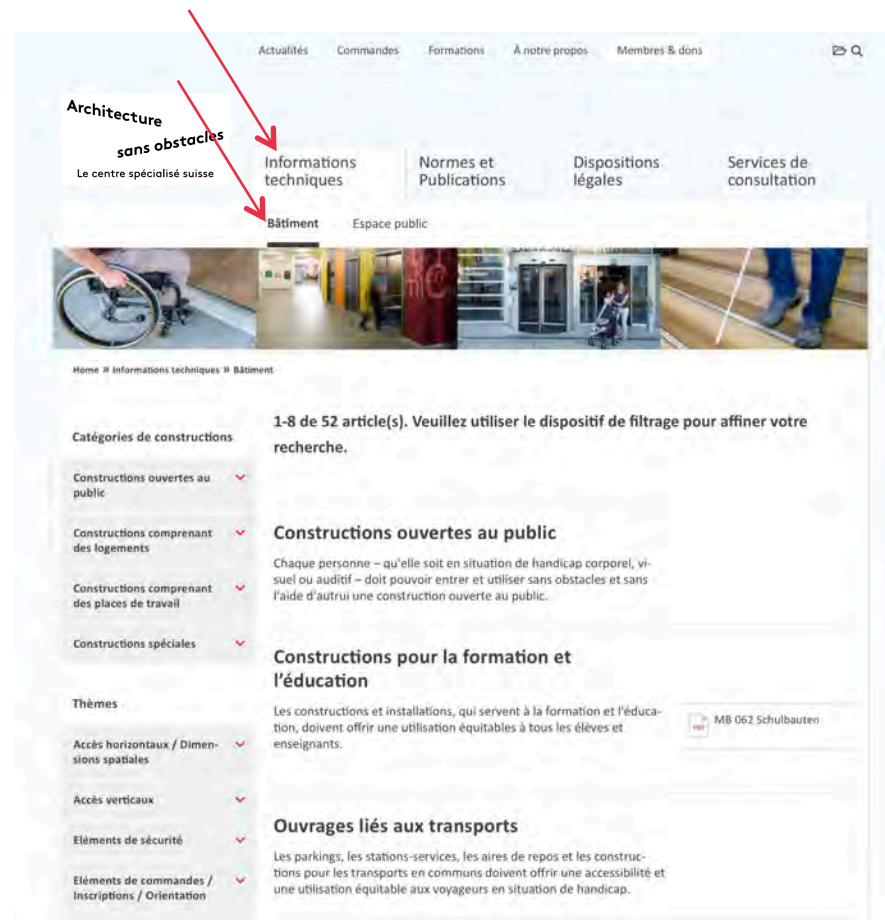 Actualités Commandes Formations À notre propos Membres & dons
Architecture
sans obstacles
Le centre spécialisé suisse
Informations
techniques
Normes et
Publications
Dispositions
légales
Services de
consultation
Bâtiment Espace public
Home » Informations techniques » Bâtiment
Catégories de constructions
Constructions ouvertes au
public
Constructions comprenant
des logements
Constructions comprenant
des places de travail
Constructions spéciales
Thèmes
Accès horizontaux / Dimen-
sions spatiales
Accès verticaux
Eléments de sécurité
Eléments de commandes /
Inscriptions / Orientation
1-8 de 52 article(s). Veuillez utiliser le dispositif de filtrage pour affiner votre
recherche.
Constructions ouvertes au public
Chaque personne – qu'elle soit en situation de handicap corporel, vi-
suel ou auditif – doit pouvoir entrer et utiliser sans obstacles et sans
l'aide d'autrui une construction ouverte au public.
Constructions pour la formation et
l'éducation
Les constructions et installations, qui servent à la formation et l'éduca-
tion, doivent offrir une utilisation équitables à tous les élèves et
enseignants.
PDF MB 062 Schulbauten
Ouvrages liés aux transports
Les parkings, les stations-services, les aires de repos et les construc-
tions pour les transports en communs doivent offrir une accessibilité et
une utilisation équitable aux voyageurs en situation de handicap.